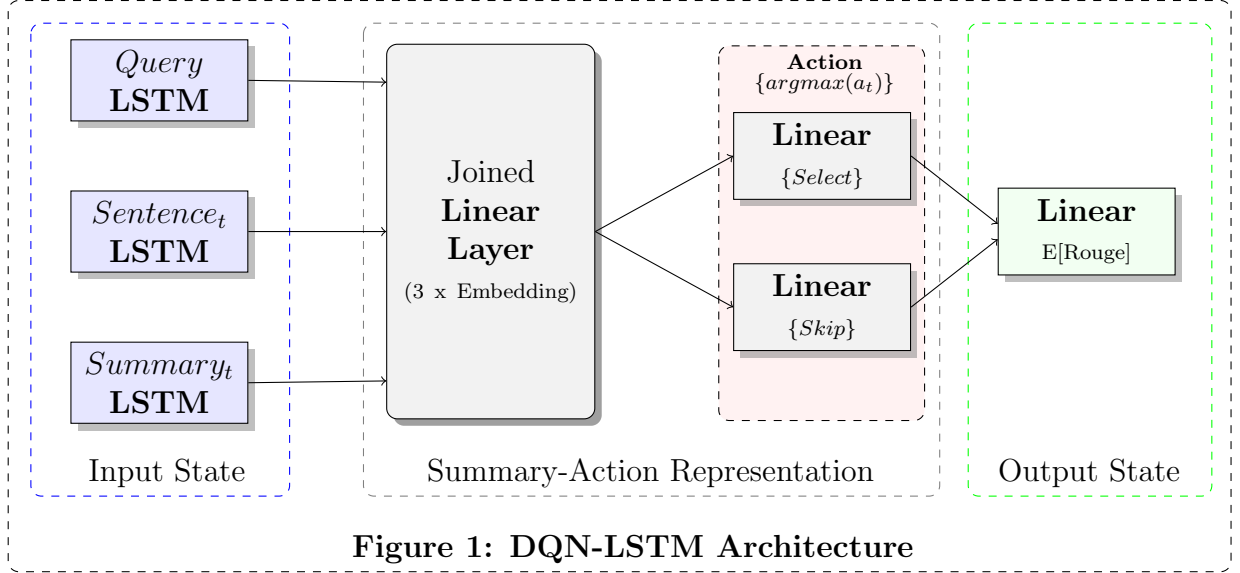 Query
LSTM
Sentence_t
LSTM
Summary_t
LSTM
Input State
Joined
Linear
Layer
(3 x Embedding)
Action
{argmax(a_t)}
Linear
{Select}
Linear
{Skip}
Summary-Action Representation
Linear
E[Rouge]
Output State
Figure 1: DQN-LSTM Architecture